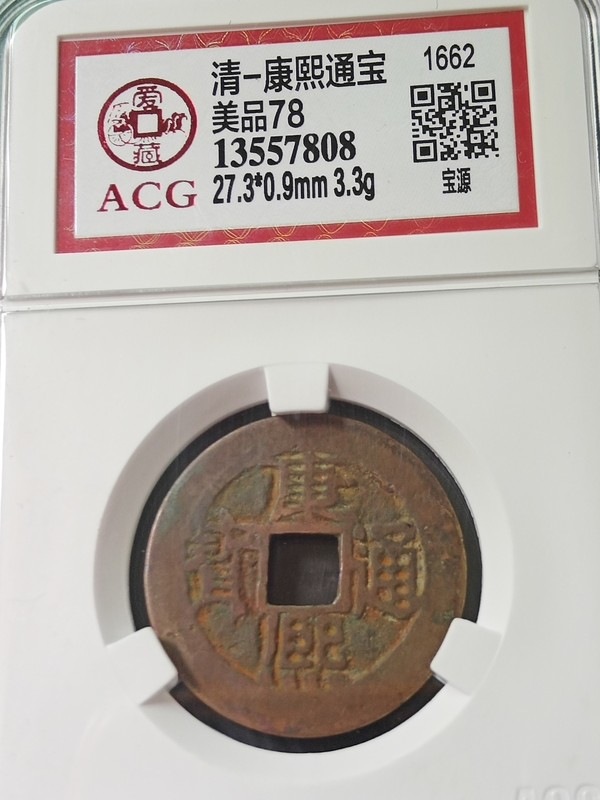 清-康熙通宝
1662
美品78
13557808
27.3*0.9mm 3.3g
宝源
愛
藏
ACG
康
熙
通
寶